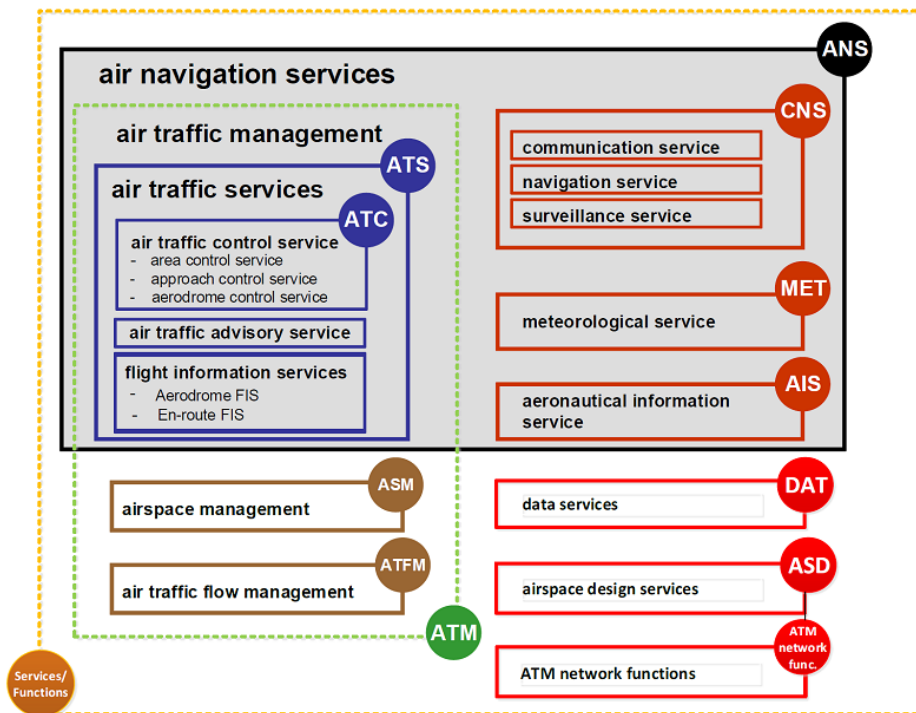 ANS
air navigation services
CNS
air traffic management
communication service
ATS
navigation service
air traffic services
surveillance service
ATC
air traffic control service
- area control service
- approach control service
- aerodrome control service
MET
meteorological service
air traffic advisory service
flight information services
- Aerodrome FIS
- En-route FIS
AIS
aeronautical information
service
ASM
airspace management
DAT
data services
ATFM
air traffic flow management
ASD
airspace design services
ATM
ATM
network
func.
ATM network functions
Services/
Functions